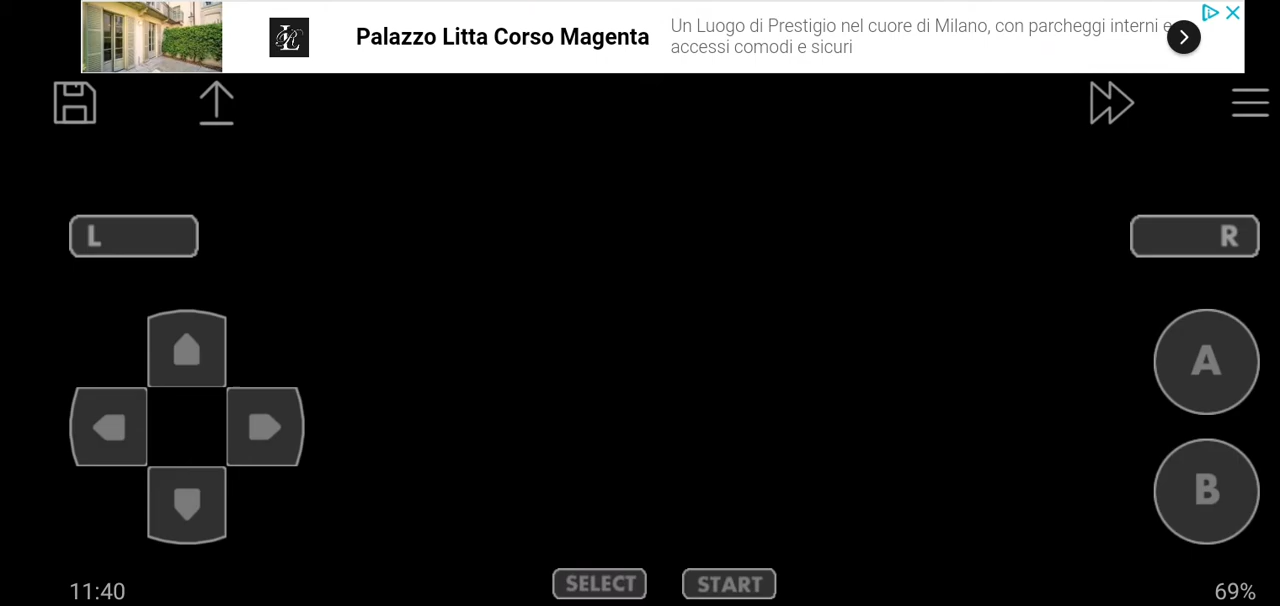 Palazzo Litta Corso Magenta
Un Luogo di Prestigio nel cuore di Milano, con parcheggi interni e
accessi comodi e sicuri
L
R
A
B
SELECT
START
11:40
69%